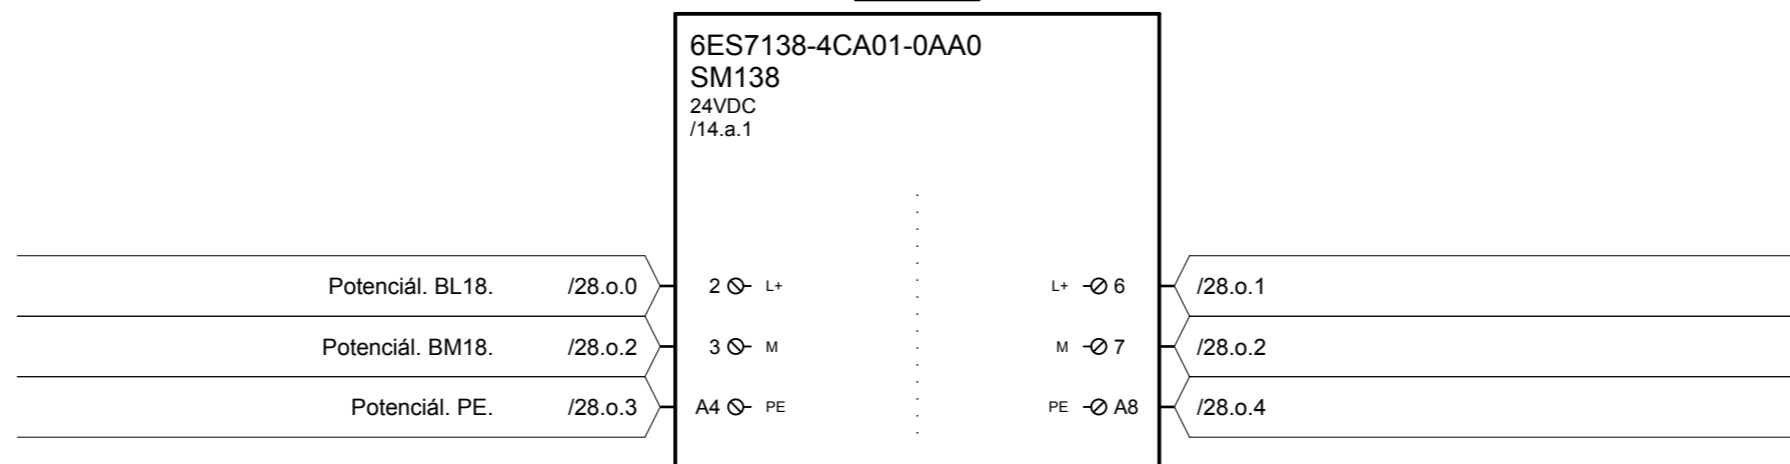 6ES7138-4CA01-0AA0
SM138
24VDC
/14.a.1
Potenciál. BL18. /28.o.0 2 L+ L+ 6 /28.o.1
Potenciál. BM18. /28.o.2 3 M M 7 /28.o.2
Potenciál. PE. /28.o.3 A4 PE PE A8 /28.o.4